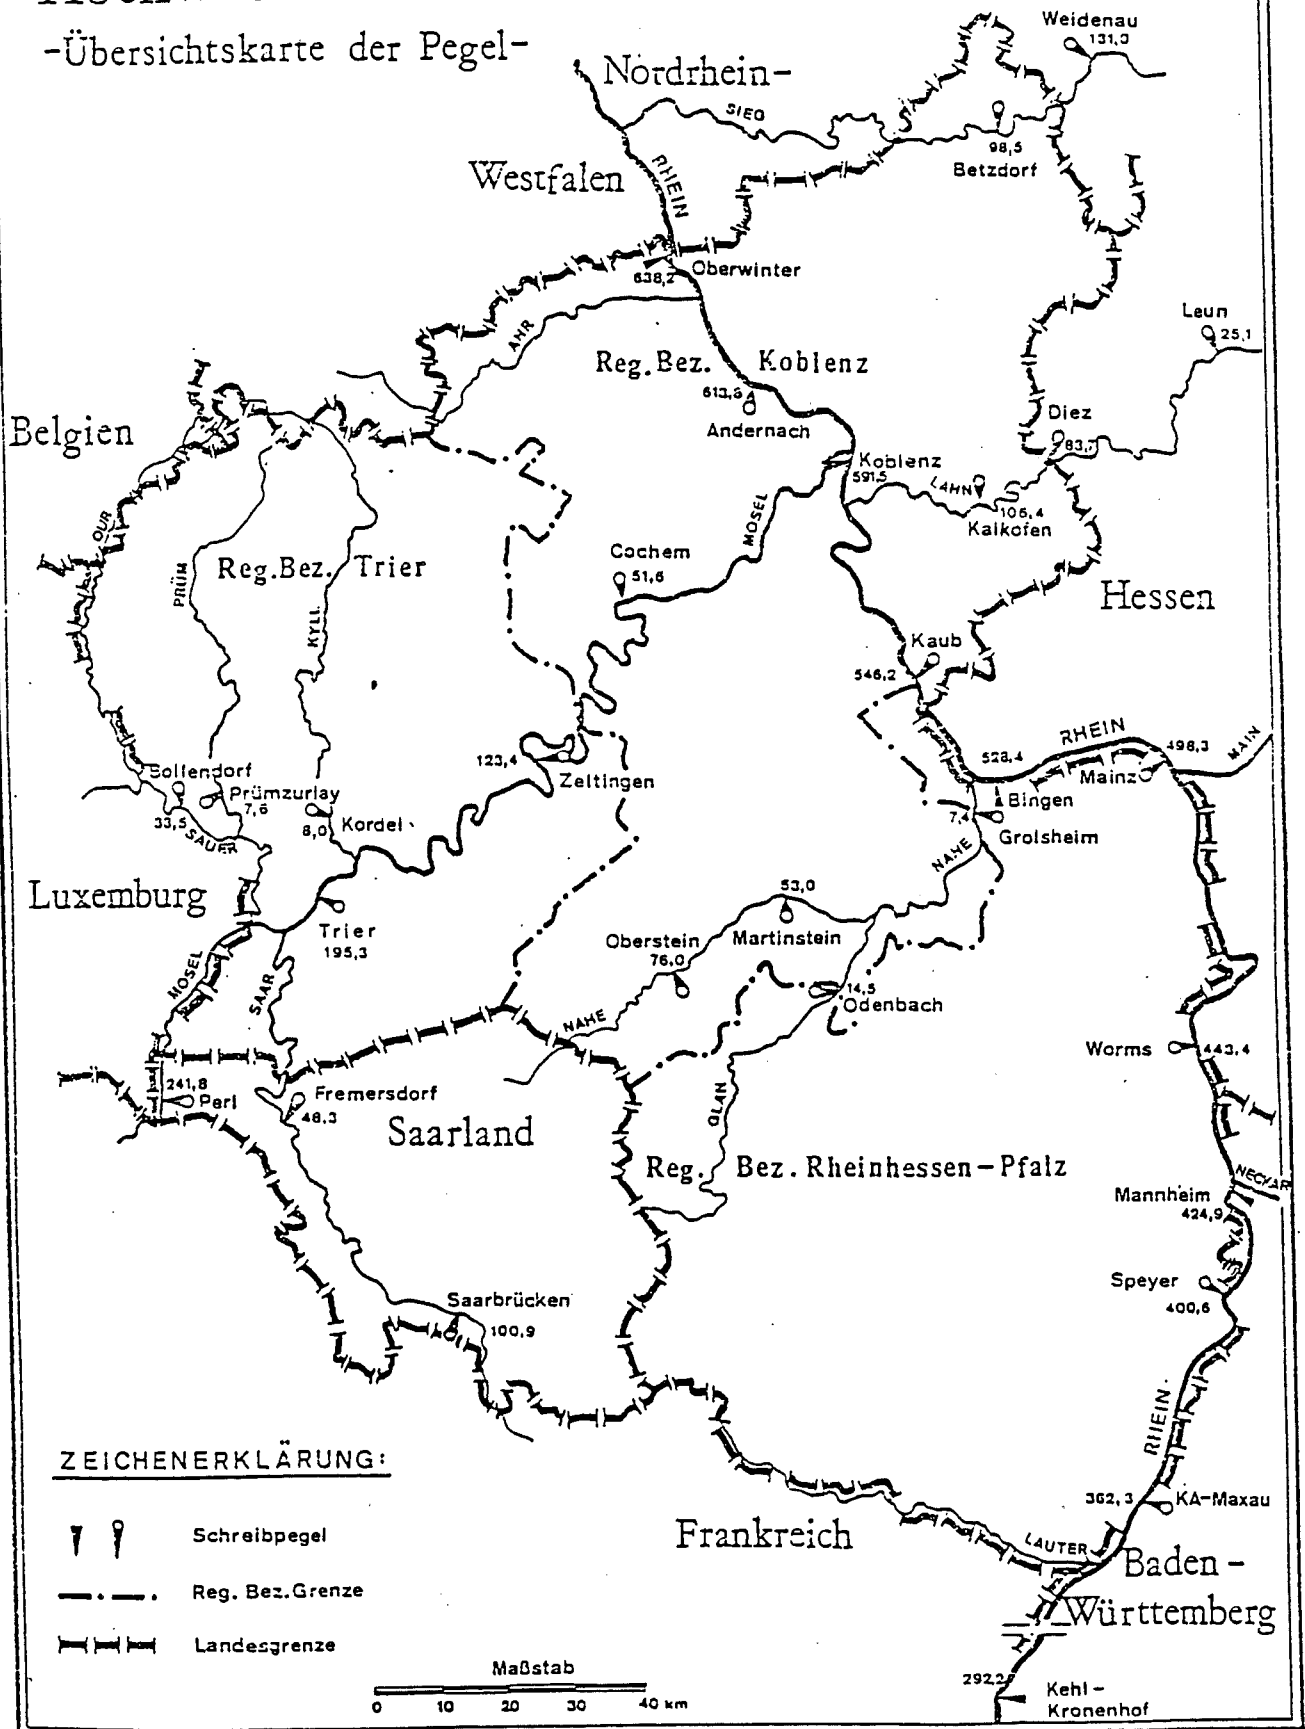 -Übersichtskarte der Pegel-
Weidenau
131,3
Nordrhein-
SIEG
98,5
Betzdorf
Westfalen
RHEIN
638,2
Oberwinter
Leun
25,1
AHR
Reg.Bez. Koblenz
613,8
Andernach
Belgien
Diez
83,7
Koblenz
591,5
LAHN
106,4
Kalkofen
MOSEL
OUR
PRÜM
Reg.Bez. Trier
KYLL
Cochem
51,6
Hessen
Kaub
546,2
RHEIN
498,3
MAIN
528,4
Mainz
Bingen
123,4
Zeltingen
Bollendorf
Prümzurlay
7,6
33,5
SAUER
8,0
Kordel
7,4
Grolsheim
NAHE
Luxemburg
Trier
195,3
53,0
Martinstein
Oberstein
76,0
MOSEL
SAAR
14,5
Odenbach
NAHE
Worms
443,4
241,8
Perl
Fremersdorf
48,3
Saarland
GLAN
Reg. Bez. Rheinhessen-Pfalz
NECKAR
Mannheim
424,9
Speyer
400,6
Saarbrücken
100,9
RHEIN
ZEICHENERKLÄRUNG:
Schreibpegel
Reg. Bez.Grenze
Landesgrenze
362,3
KA-Maxau
Frankreich
LAUTER
Baden-
Württemberg
Maßstab
0 10 20 30 40 km
292,2
Kehl-
Kronenhof